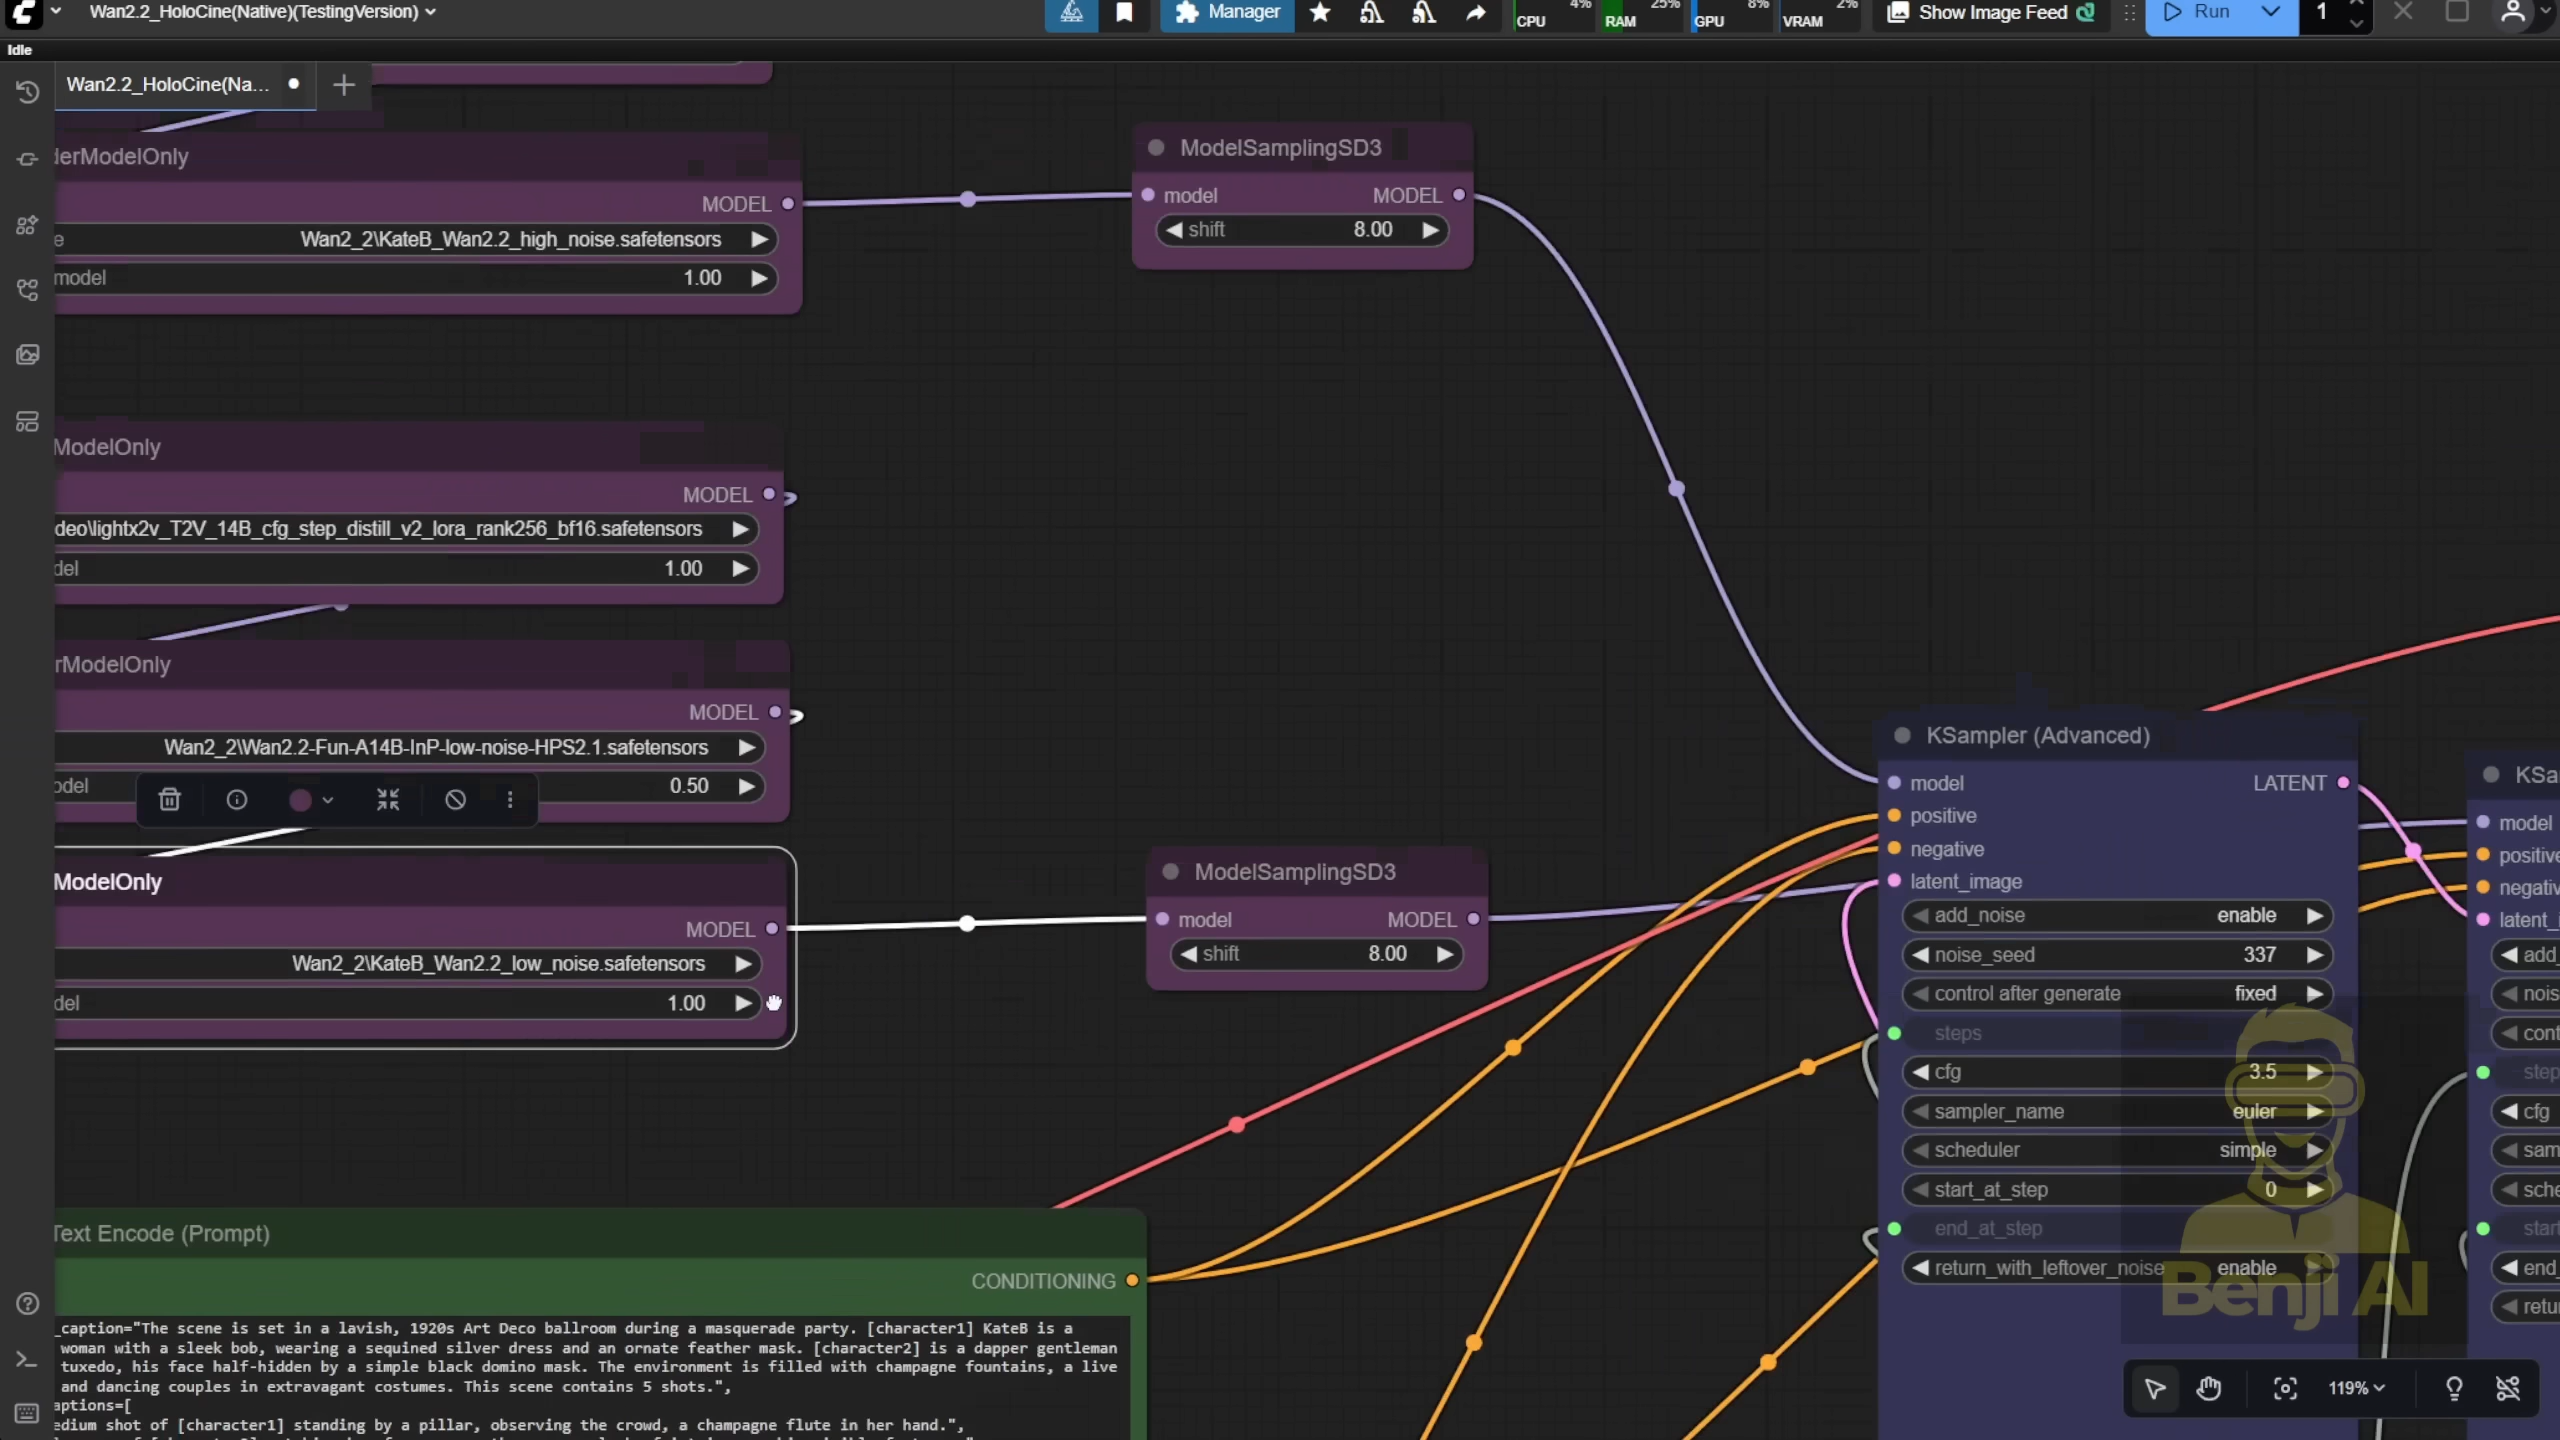 Wan2.2_HoloCine(Native)(TestingVersion)
Manager
CPU 4%
RAM 25%
GPU 8%
VRAM 2%
Show Image Feed
Run
1
Idle
Wan2.2_HoloCine(Na...
derModelOnly
MODEL
Wan2_2\KateB_Wan2.2_high_noise.safetensors
model 1.00
ModelSamplingSD3
model MODEL
shift 8.00
ModelOnly
MODEL
deo\lightx2v_T2V_14B_cfg_step_distill_v2_lora_rank256_bf16.safetensors
del 1.00
rModelOnly
MODEL
Wan2_2\Wan2.2-Fun-A14B-InP-low-noise-HPS2.1.safetensors
odel 0.50
ModelOnly
MODEL
Wan2_2\KateB_Wan2.2_low_noise.safetensors
del 1.00
ModelSamplingSD3
model MODEL
shift 8.00
KSampler (Advanced)
model LATENT
positive
negative
latent_image
add_noise enable
noise_seed 337
control after generate fixed
steps
cfg 3.5
sampler_name euler
scheduler simple
start_at_step 0
end_at_step
return_with_leftover_noise enable
KSa
model
positive
negativ
latent_i
add_
nois
cont
step
cfg
sam
sche
start
end_
retu
Text Encode (Prompt)
CONDITIONING
_caption="The scene is set in a lavish, 1920s Art Deco ballroom during a masquerade party. [character1] KateB is a
woman with a sleek bob, wearing a sequined silver dress and an ornate feather mask. [character2] is a dapper gentleman
tuxedo, his face half-hidden by a simple black domino mask. The environment is filled with champagne fountains, a live
and dancing couples in extravagant costumes. This scene contains 5 shots.",
aptions=[
edium shot of [character1] standing by a pillar, observing the crowd, a champagne flute in her hand.",
Benji AI
119%